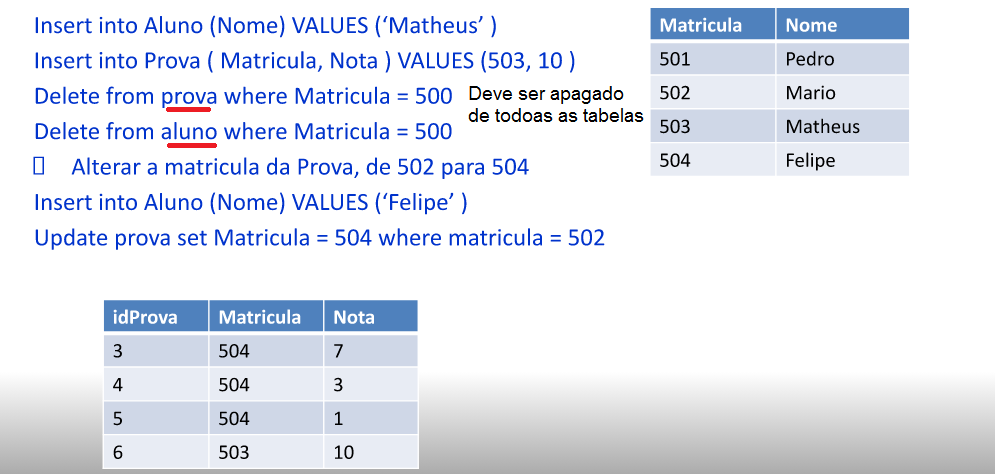 Insert into Aluno (Nome) VALUES (‘Matheus’ )
Insert into Prova ( Matricula, Nota ) VALUES (503, 10 )
Delete from prova where Matricula = 500
Delete from aluno where Matricula = 500
Deve ser apagado
de todoas as tabelas
▯ Alterar a matricula da Prova, de 502 para 504
Insert into Aluno (Nome) VALUES (‘Felipe’ )
Update prova set Matricula = 504 where matricula = 502
Matricula Nome
501 Pedro
502 Mario
503 Matheus
504 Felipe
idProva Matricula Nota
3 504 7
4 504 3
5 504 1
6 503 10